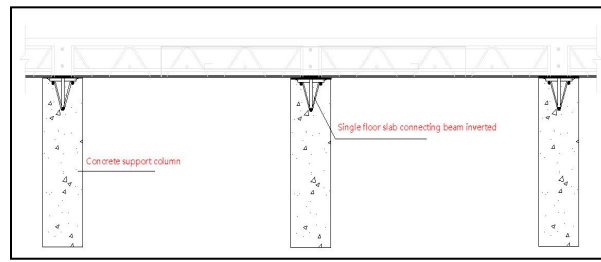 Single floor slab connecting beam inverted
Concrete support column